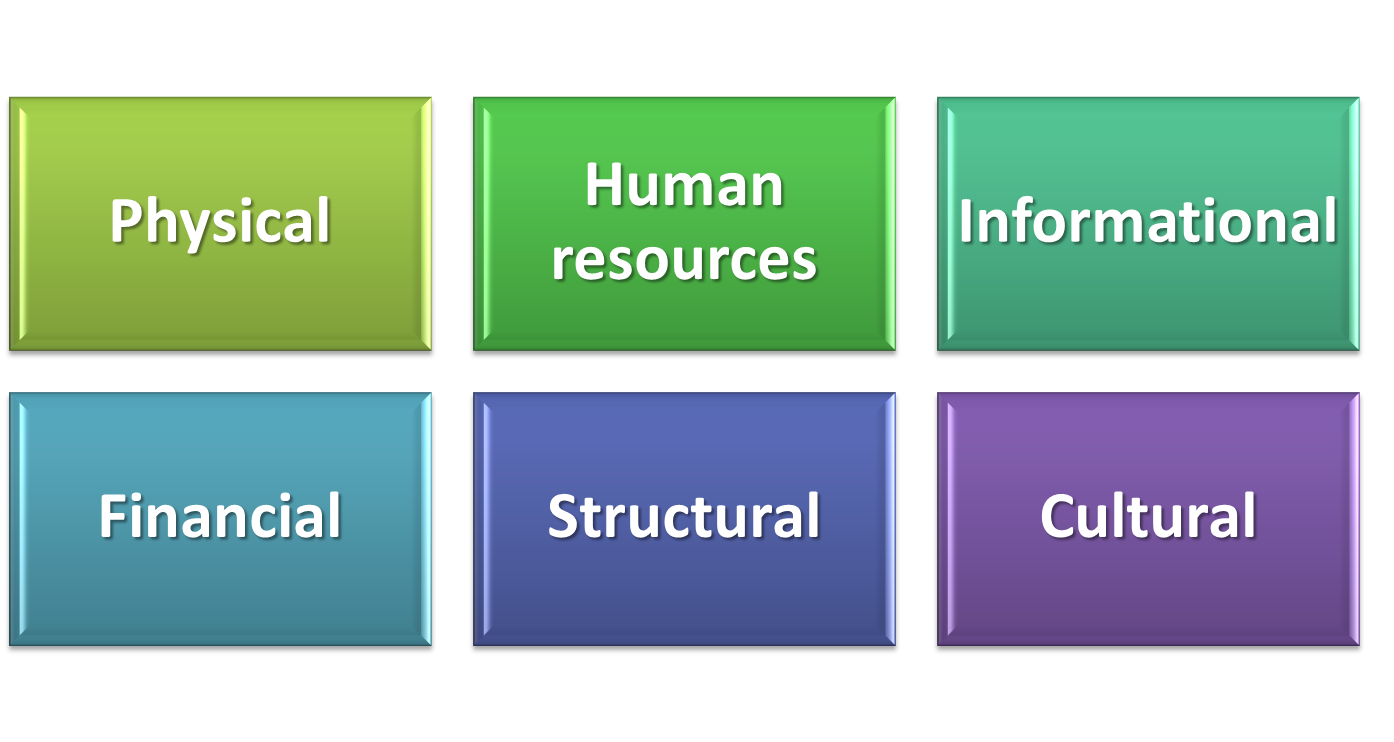 Physical
Human
resources
Informational
Financial
Structural
Cultural